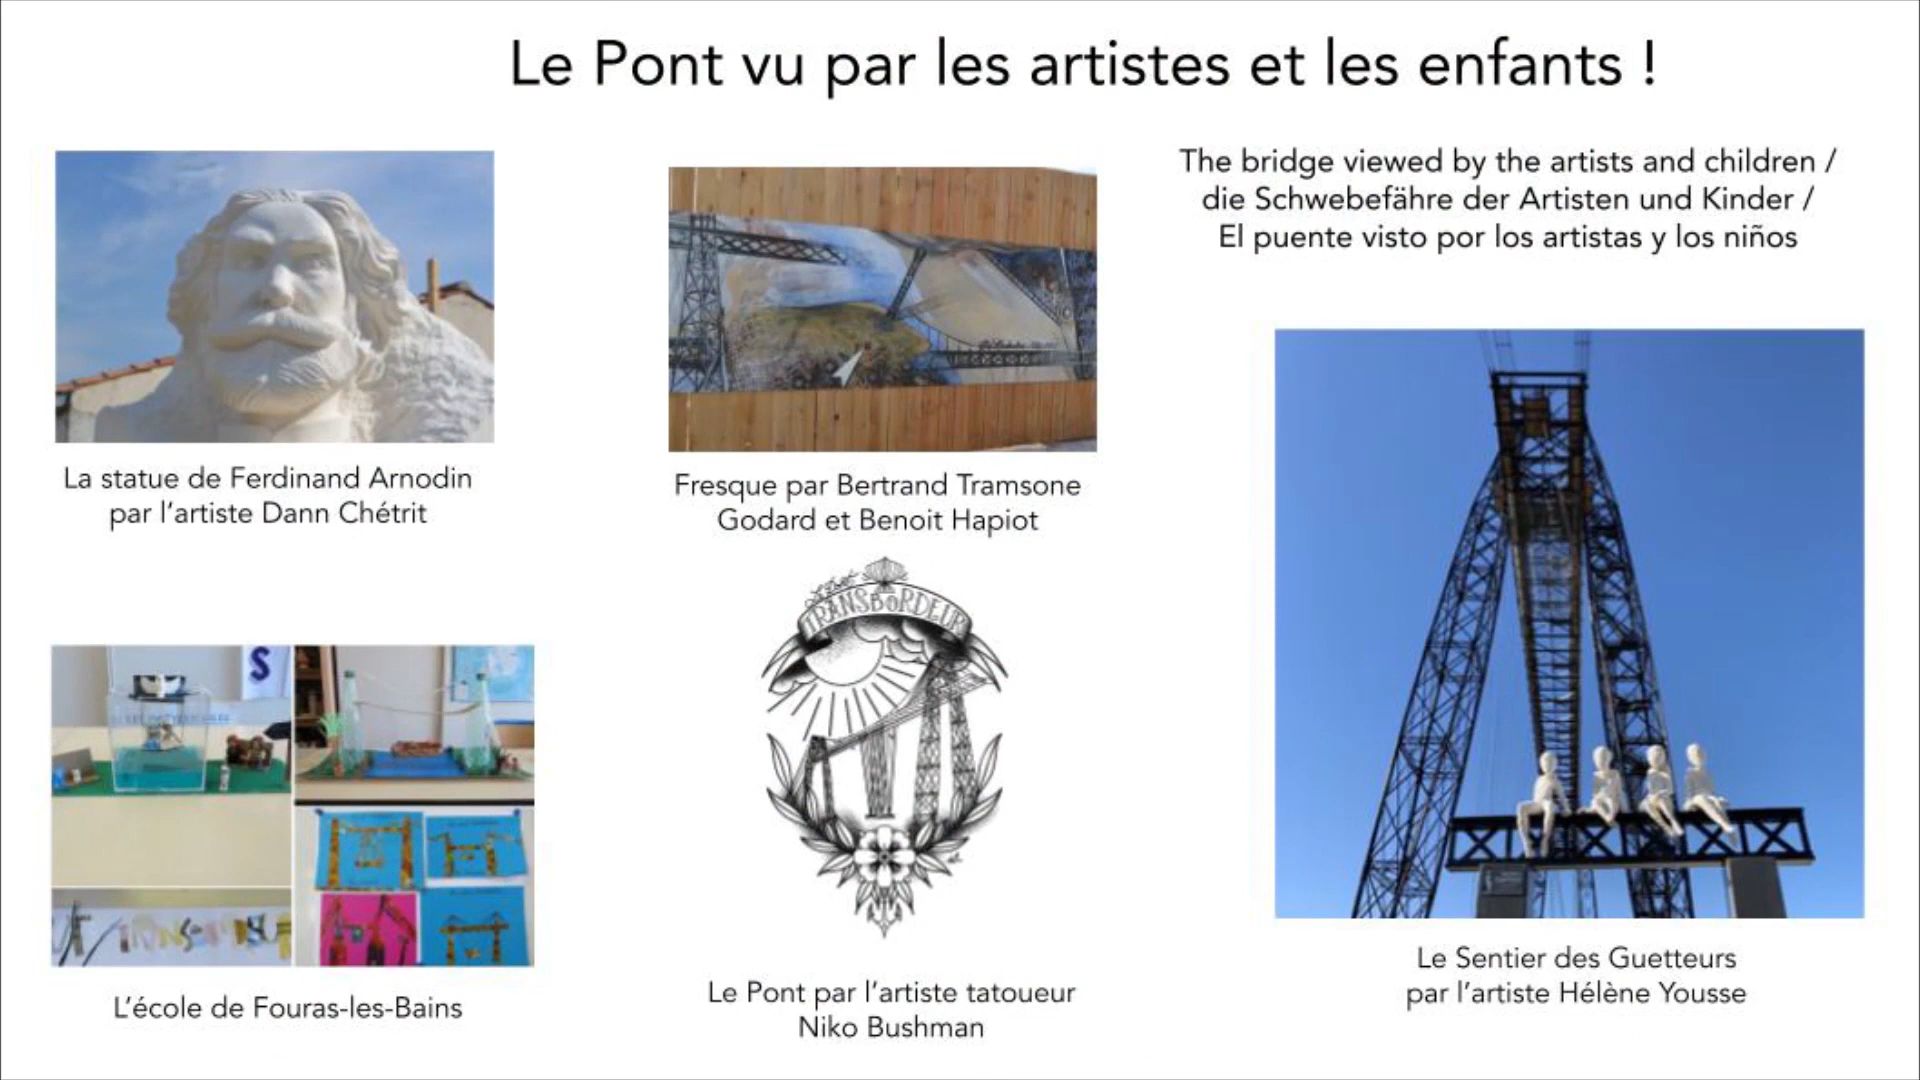 Le Pont vu par les artistes et les enfants !
The bridge viewed by the artists and children /
die Schwebefähre der Artisten und Kinder /
El puente visto por los artistas y los niños
La statue de Ferdinand Arnodin
par l'artiste Dann Chétrit
Fresque par Bertrand Tramsone
Godard et Benoit Hapiot
TRANSBORDEUR
S
L'école de Fouras-les-Bains
Le Pont par l'artiste tatoueur
Niko Bushman
Le Sentier des Guetteurs
par l'artiste Hélène Yousse